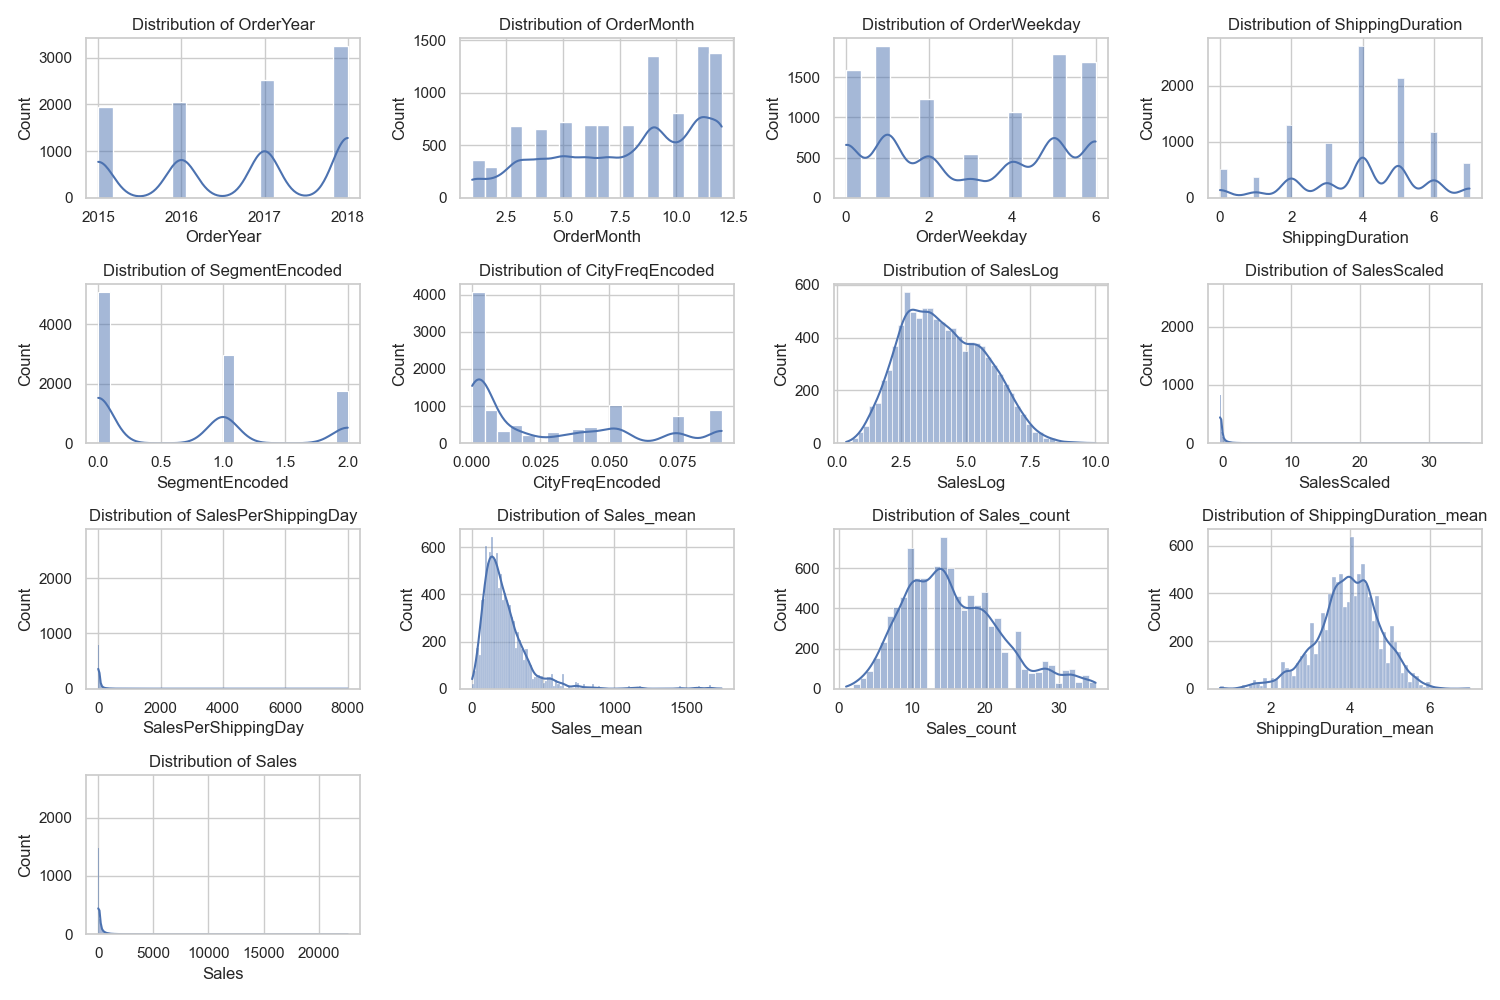 Distribution of OrderYear
Count
3000
2000
1000
0
2015 2016 2017 2018
OrderYear
Distribution of OrderMonth
Count
1500
1000
500
0
2.5 5.0 7.5 10.0 12.5
OrderMonth
Distribution of OrderWeekday
Count
1500
1000
500
0
0 2 4 6
OrderWeekday
Distribution of ShippingDuration
Count
2000
1000
0
0 2 4 6
ShippingDuration
Distribution of SegmentEncoded
Count
4000
2000
0
0.0 0.5 1.0 1.5 2.0
SegmentEncoded
Distribution of CityFreqEncoded
Count
4000
3000
2000
1000
0
0.000 0.025 0.050 0.075
CityFreqEncoded
Distribution of SalesLog
Count
600
400
200
0
0.0 2.5 5.0 7.5 10.0
SalesLog
Distribution of SalesScaled
Count
2000
1000
0
0 10 20 30
SalesScaled
Distribution of SalesPerShippingDay
Count
2000
1000
0
0 2000 4000 6000 8000
SalesPerShippingDay
Distribution of Sales_mean
Count
600
400
200
0
0 500 1000 1500
Sales_mean
Distribution of Sales_count
Count
600
400
200
0
0 10 20 30
Sales_count
Distribution of ShippingDuration_mean
Count
600
400
200
0
2 4 6
ShippingDuration_mean
Distribution of Sales
Count
2000
1000
0
0 5000 10000 15000 20000
Sales